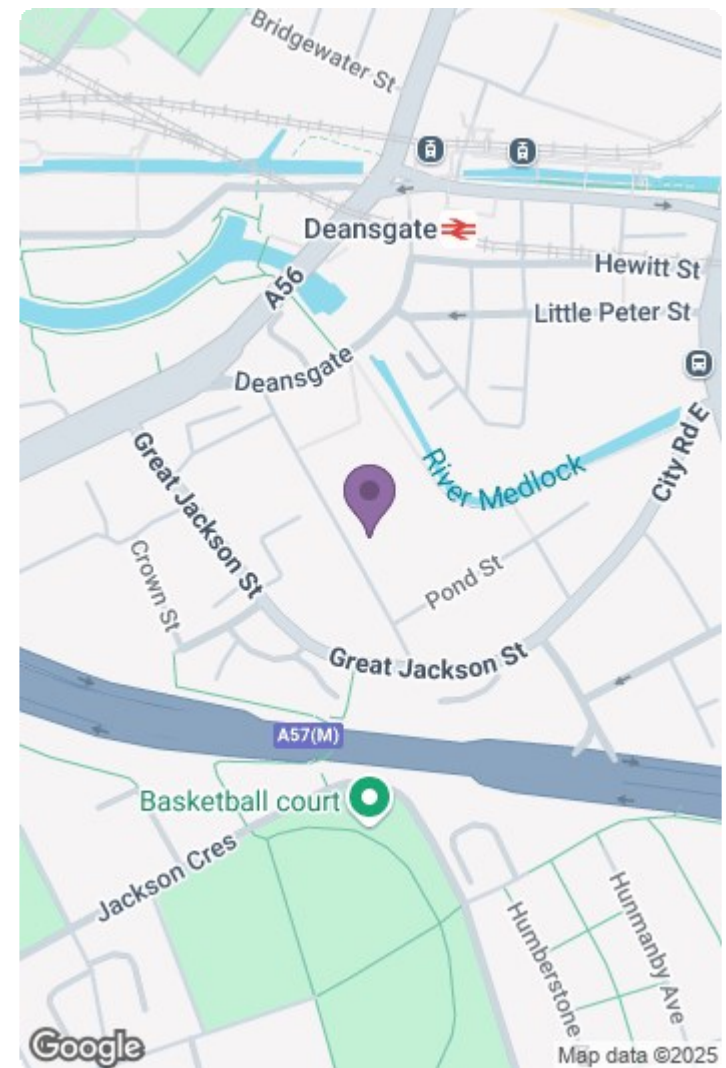 Bridgewater St
Deansgate
Hewitt St
A56
Little Peter St
Deansgate
River Medlock
City Rd E
Great Jackson St
Crown St
Pond St
Great Jackson St
A57(M)
Basketball court
Jackson Cres
Humberstone
Hunmanby Ave
Google
Map data ©2025